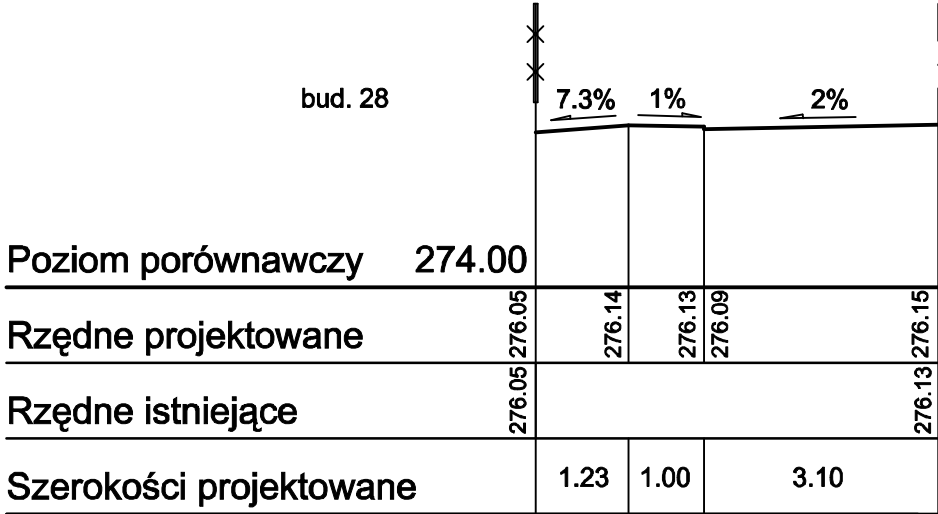 bud. 28
7.3% 1% 2%
Poziom porównawczy 274.00
Rzędne projektowane 276.05 276.14 276.13 276.09 276.15
Rzędne istniejące 276.05 276.13
Szerokości projektowane 1.23 1.00 3.10